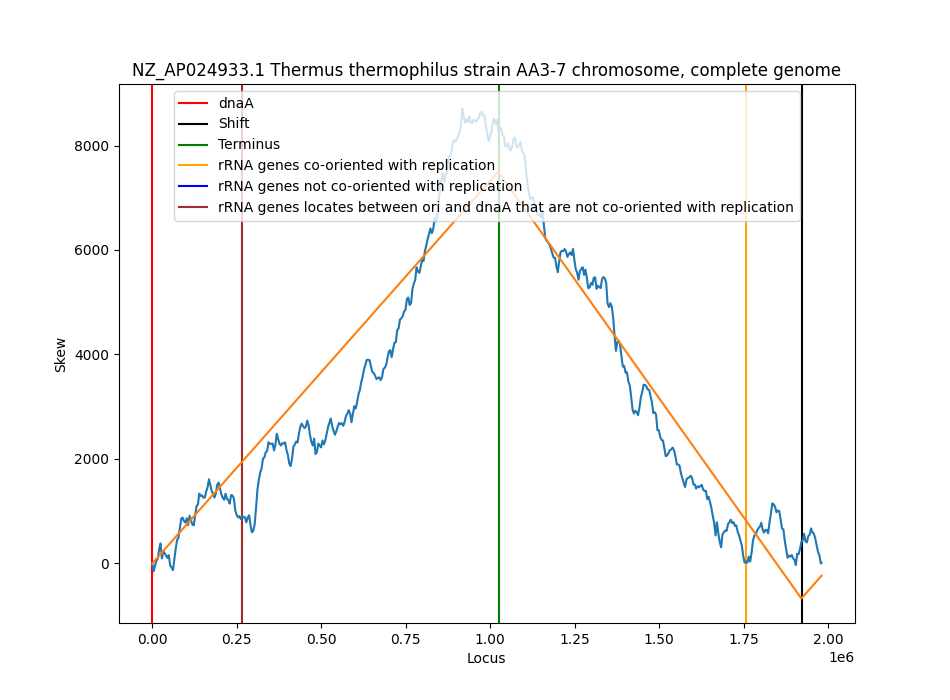 NZ_AP024933.1 Thermus thermophilus strain AA3-7 chromosome, complete genome
dnaA
Shift
Terminus
rRNA genes co-oriented with replication
rRNA genes not co-oriented with replication
rRNA genes locates between ori and dnaA that are not co-oriented with replication
8000
6000
4000
2000
0
Skew
0.00 0.25 0.50 0.75 1.00 1.25 1.50 1.75 2.00
1e6
Locus